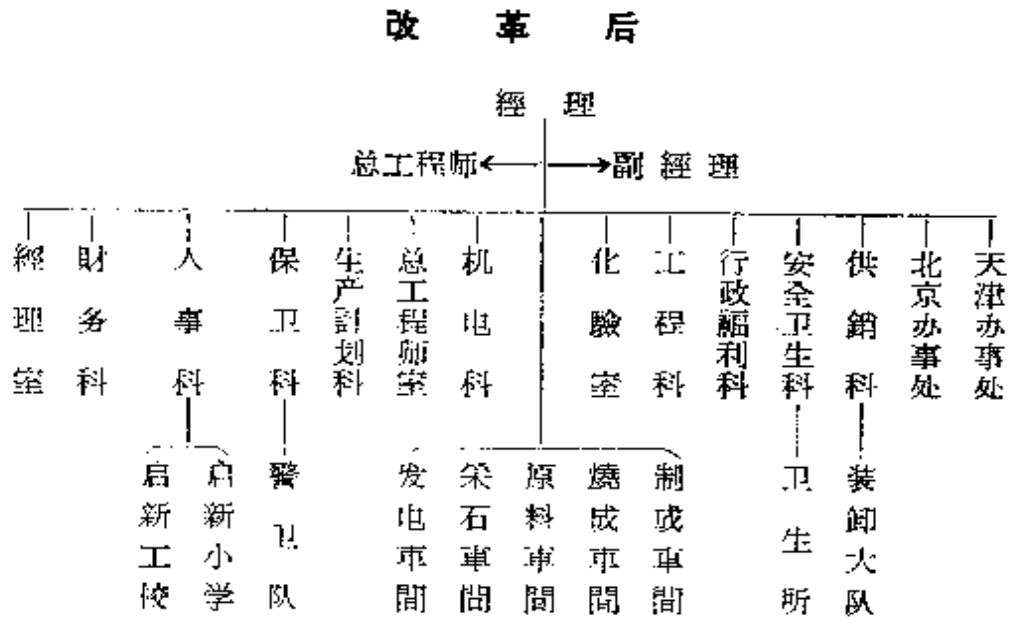 改革后
經理
总工程师
副經理
經理室
財务科
人事科
保卫科
生产計划科
总工程师室
机电科
化驗室
工程科
行政福利科
安全卫生科
供銷科
北京办事处
天津办事处
启新工校
启新小学
警卫队
发电車間
采石車間
原料車間
燒成車間
制成車間
卫生所
装卸大队